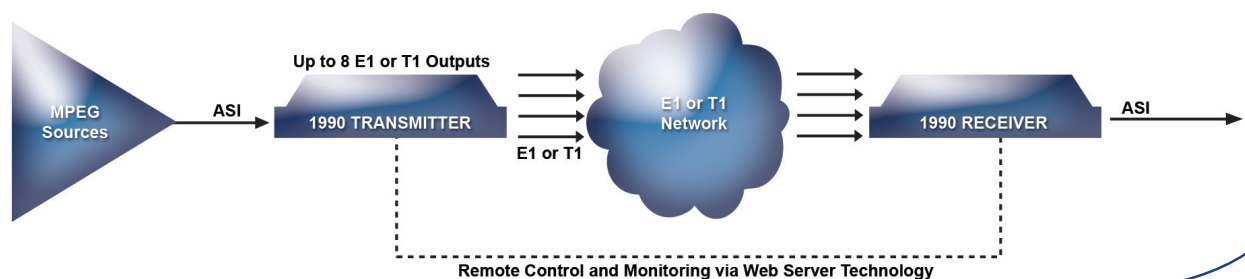 Up to 8 E1 or T1 Outputs
MPEG
Sources
ASI
1990 TRANSMITTER
E1 or T1
E1 or T1
Network
1990 RECEIVER
ASI
Remote Control and Monitoring via Web Server Technology